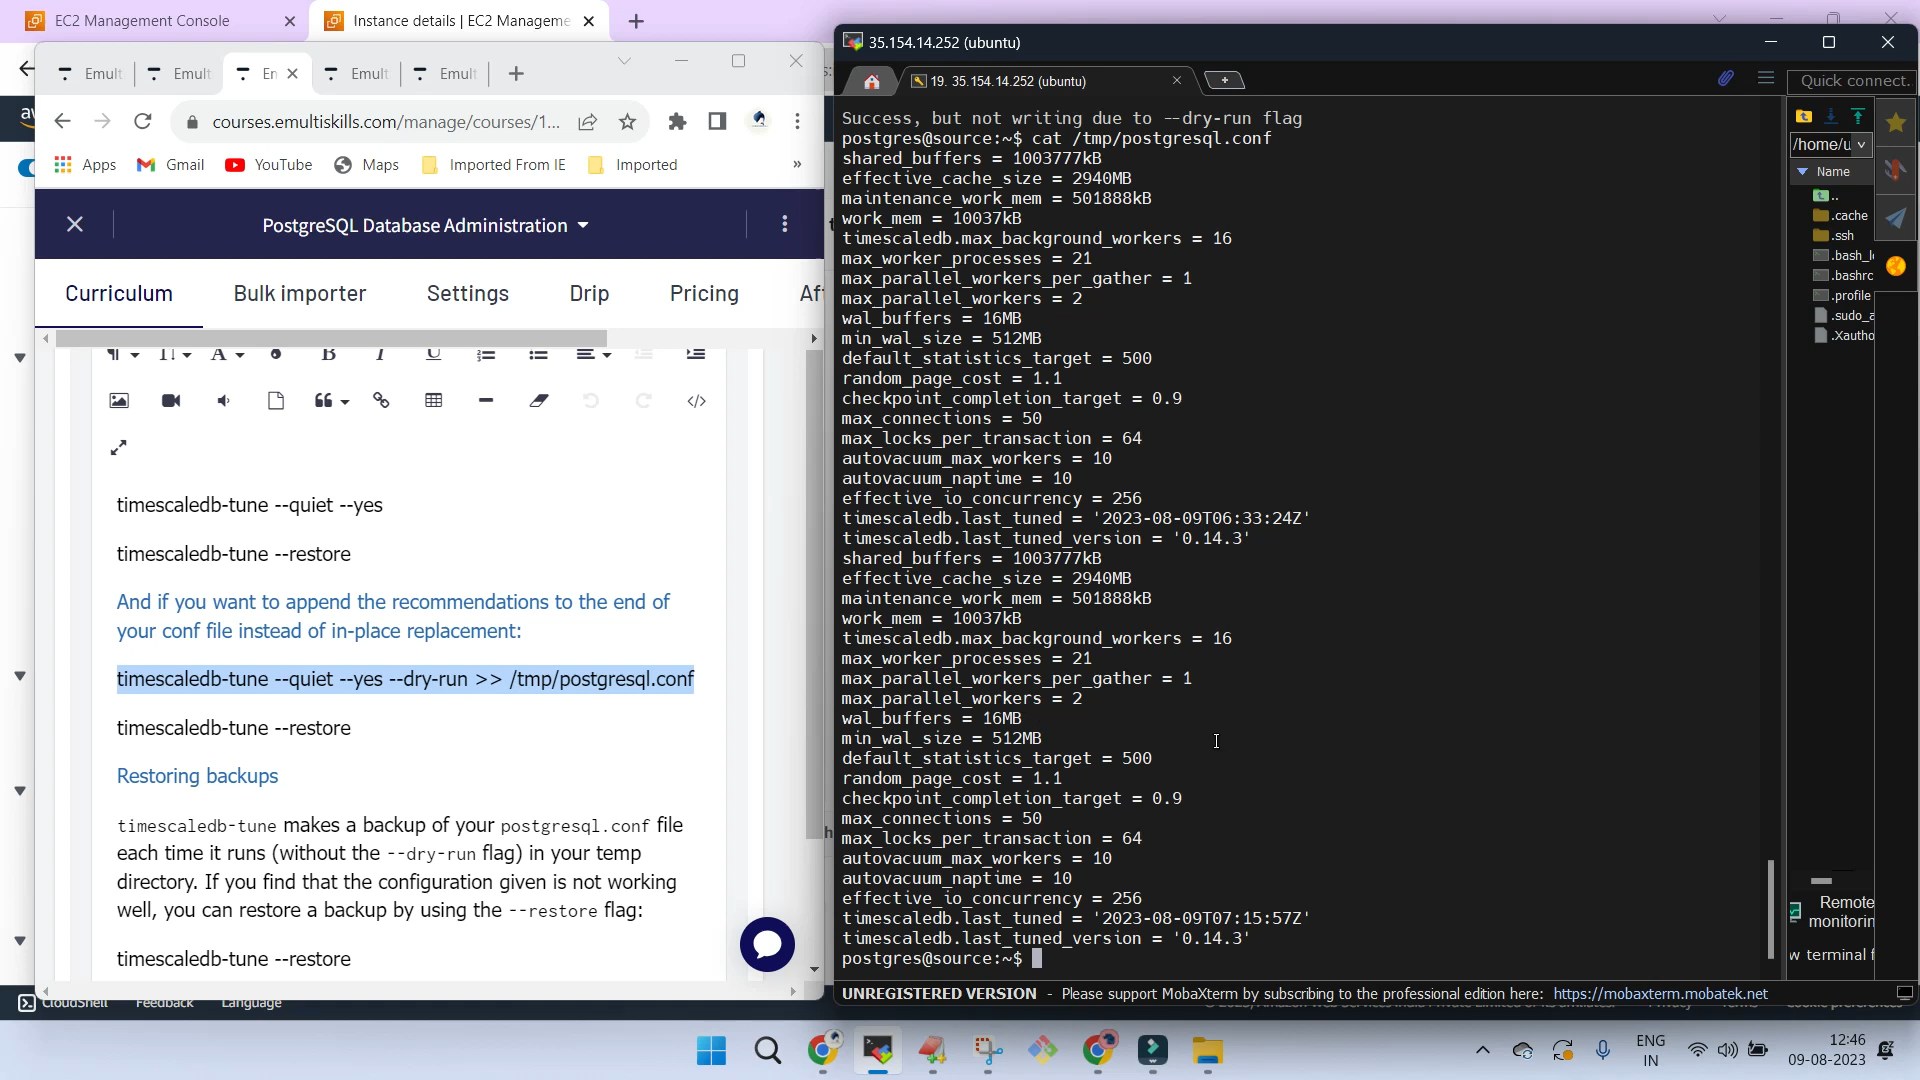 EC2 Management Console
Instance details | EC2 Manageme
35.154.14.252 (ubuntu)
Emult
Emult
En
Emult
Emult
19. 35.154.14.252 (ubuntu)
Quick connect.
courses.emultiskills.com/manage/courses/1...
Apps
Gmail
YouTube
Maps
Imported From IE
Imported
»
PostgreSQL Database Administration
Curriculum
Bulk importer
Settings
Drip
Pricing
Af
timescaledb-tune --quiet --yes
timescaledb-tune --restore
And if you want to append the recommendations to the end of
your conf file instead of in-place replacement:
timescaledb-tune --quiet --yes --dry-run >> /tmp/postgresql.conf
timescaledb-tune --restore
Restoring backups
timescaledb-tune makes a backup of your postgresql.conf file
each time it runs (without the --dry-run flag) in your temp
directory. If you find that the configuration given is not working
well, you can restore a backup by using the --restore flag:
timescaledb-tune --restore
Success, but not writing due to --dry-run flag
postgres@source:~$ cat /tmp/postgresql.conf
shared_buffers = 1003777kB
effective_cache_size = 2940MB
maintenance_work_mem = 501888kB
work_mem = 10037kB
timescaledb.max_background_workers = 16
max_worker_processes = 21
max_parallel_workers_per_gather = 1
max_parallel_workers = 2
wal_buffers = 16MB
min_wal_size = 512MB
default_statistics_target = 500
random_page_cost = 1.1
checkpoint_completion_target = 0.9
max_connections = 50
max_locks_per_transaction = 64
autovacuum_max_workers = 10
autovacuum_naptime = 10
effective_io_concurrency = 256
timescaledb.last_tuned = '2023-08-09T06:33:24Z'
timescaledb.last_tuned_version = '0.14.3'
shared_buffers = 1003777kB
effective_cache_size = 2940MB
maintenance_work_mem = 501888kB
work_mem = 10037kB
timescaledb.max_background_workers = 16
max_worker_processes = 21
max_parallel_workers_per_gather = 1
max_parallel_workers = 2
wal_buffers = 16MB
min_wal_size = 512MB
default_statistics_target = 500
random_page_cost = 1.1
checkpoint_completion_target = 0.9
max_connections = 50
max_locks_per_transaction = 64
autovacuum_max_workers = 10
autovacuum_naptime = 10
effective_io_concurrency = 256
timescaledb.last_tuned = '2023-08-09T07:15:57Z'
timescaledb.last_tuned_version = '0.14.3'
postgres@source:~$
/home/u
Name
..
.cache
.ssh
.bash_l
.bashrc
.profile
.sudo_a
.Xautho
Remote
monitorin
w terminal f
UNREGISTERED VERSION - Please support MobaXterm by subscribing to the professional edition here: https://mobaxterm.mobatek.net
CloudShell
Feedback
Language
ENG
IN
12:46
09-08-2023